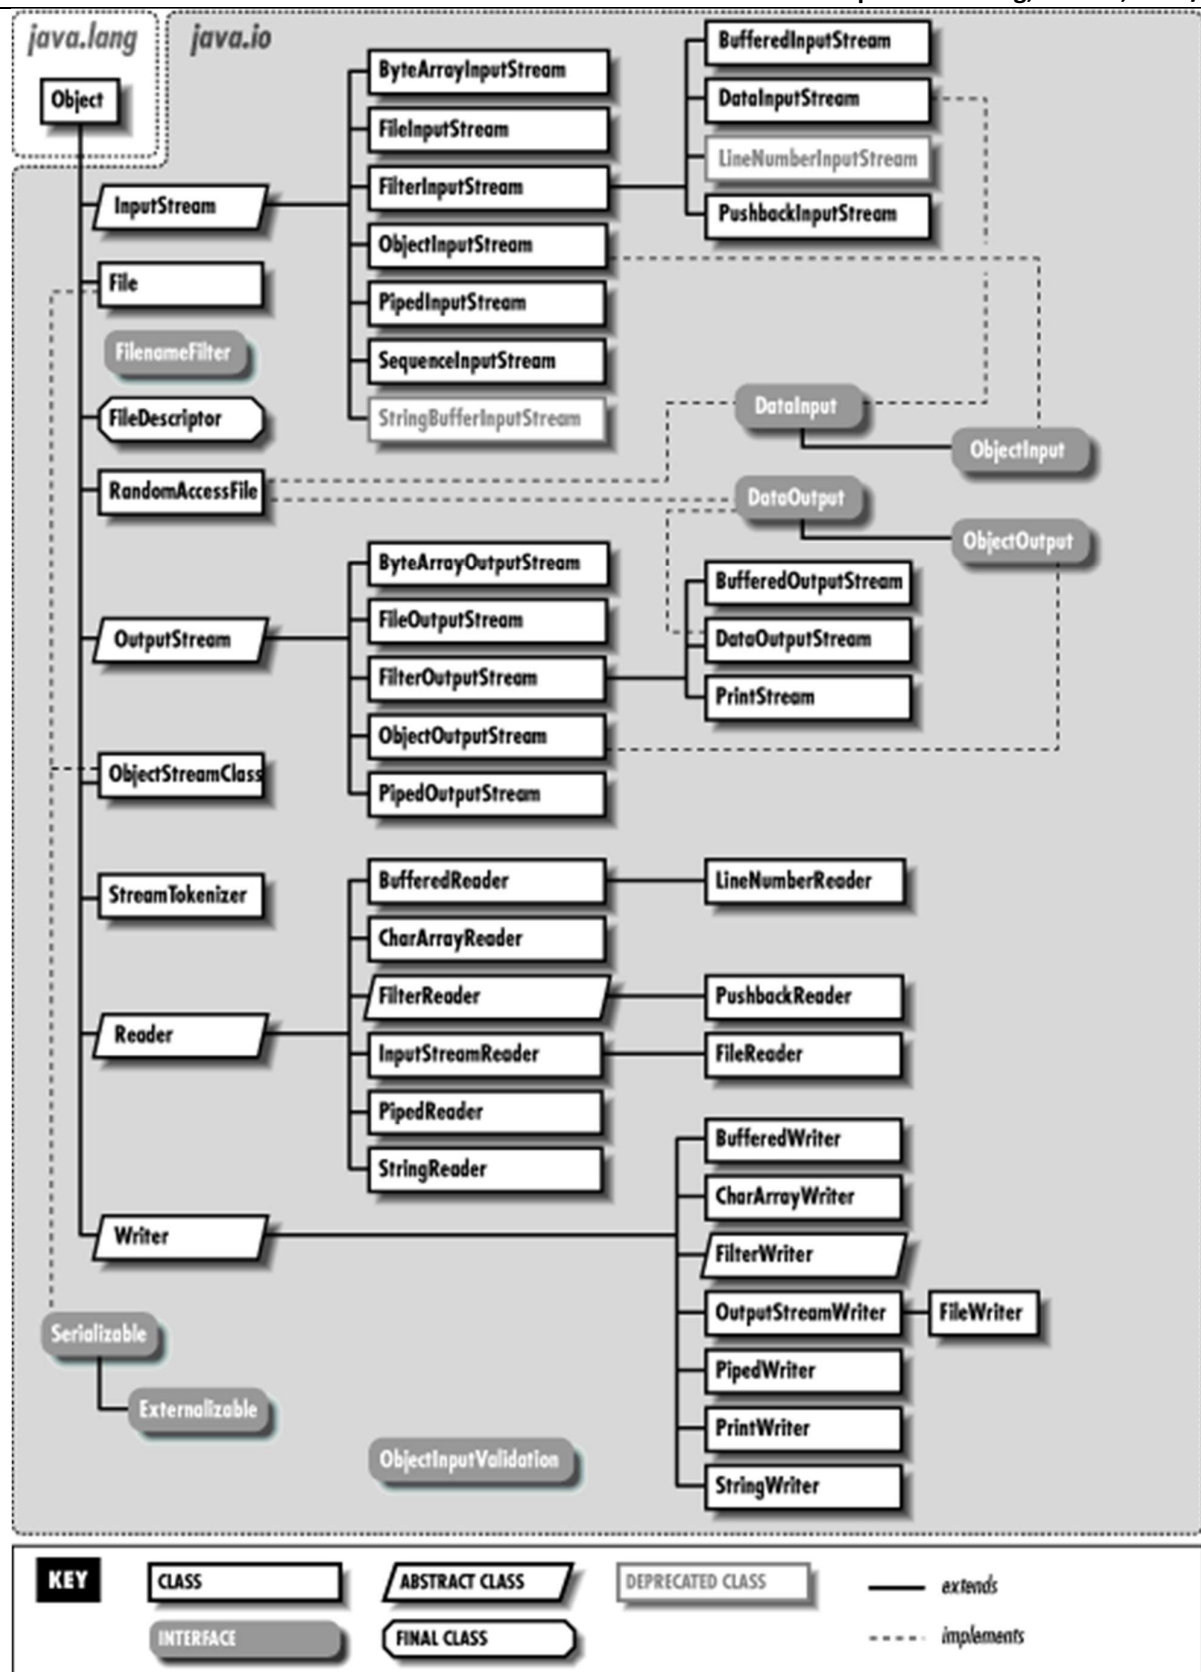 java.lang
java.io
Object
InputStream
File
FilenameFilter
FileDescriptor
RandomAccessFile
OutputStream
ObjectStreamClass
StreamTokenizer
Reader
Writer
Serializable
Externalizable
ByteArrayInputStream
FileInputStream
FilterInputStream
ObjectInputStream
PipedInputStream
SequenceInputStream
StringBufferInputStream
BufferedInputStream
DataInputStream
LineNumberInputStream
PushbackInputStream
DataInput
ObjectInput
DataOutput
ObjectOutput
ByteArrayOutputStream
FileOutputStream
FilterOutputStream
ObjectOutputStream
PipedOutputStream
BufferedOutputStream
DataOutputStream
PrintStream
BufferedReader
CharArrayReader
FilterReader
InputStreamReader
PipedReader
StringReader
LineNumberReader
PushbackReader
FileReader
BufferedWriter
CharArrayWriter
FilterWriter
OutputStreamWriter
FileWriter
PipedWriter
PrintWriter
StringWriter
ObjectInputValidation
KEY
CLASS
ABSTRACT CLASS
DEPRECATED CLASS
extends
INTERFACE
FINAL CLASS
implements